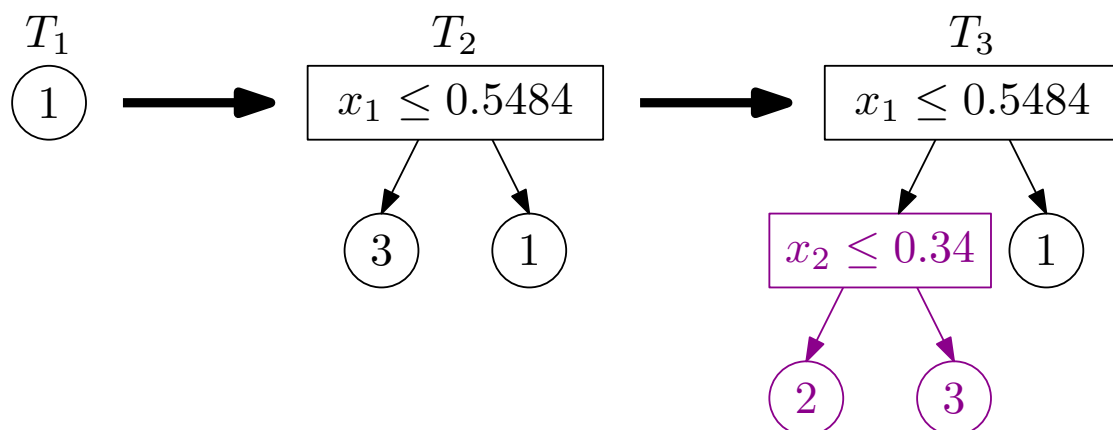 T₁ T₂ T₃
1 x₁ ≤ 0.5484 x₁ ≤ 0.5484
3 1 x₂ ≤ 0.34 1
2 3